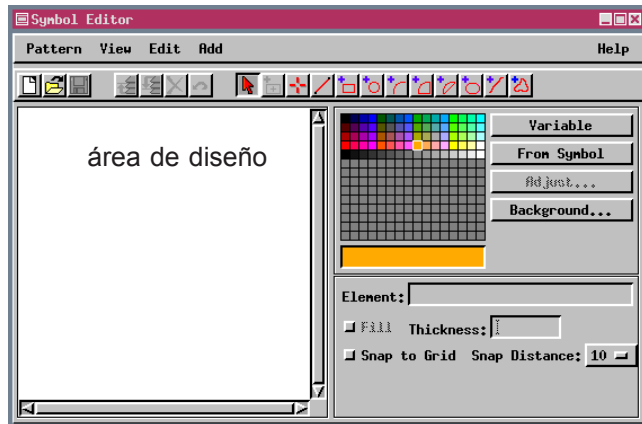 Symbol Editor
Pattern View Edit Add Help
área de diseño
Variable
From Symbol
Adjust...
Background...
Element:
Fill Thickness:
Snap to Grid Snap Distance: 10